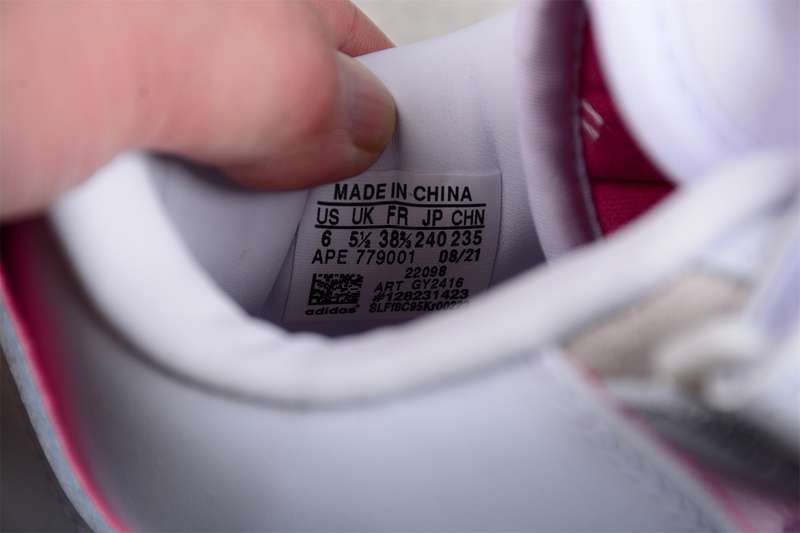 MADE IN CHINA
US UK FR JP CHN
6 5½ 38⅔ 240 235
APE 779001 08/21
22098
ART GY2416
#128231423
adidas